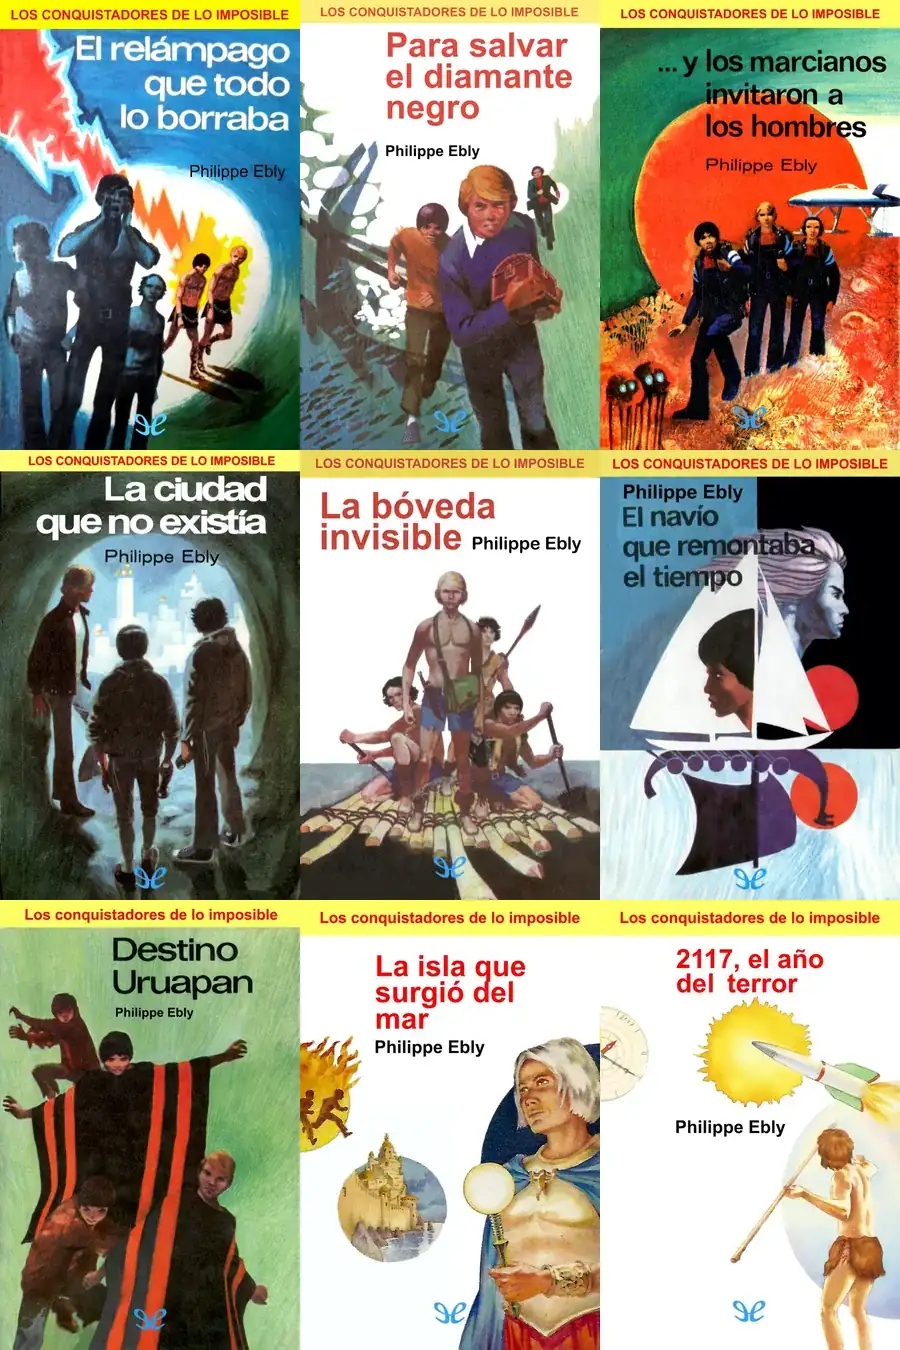 LOS CONQUISTADORES DE LO IMPOSIBLE
El relámpago
que todo
lo borraba
Philippe Ebly
LOS CONQUISTADORES DE LO IMPOSIBLE
Para salvar
el diamante
negro
Philippe Ebly
LOS CONQUISTADORES DE LO IMPOSIBLE
... y los marcianos
invitaron a
los hombres
Philippe Ebly
LOS CONQUISTADORES DE LO IMPOSIBLE
La ciudad
que no existía
Philippe Ebly
LOS CONQUISTADORES DE LO IMPOSIBLE
La bóveda
invisible Philippe Ebly
LOS CONQUISTADORES DE LO IMPOSIBLE
Philippe Ebly
El navío
que remontaba
el tiempo
Los conquistadores de lo imposible
Destino
Uruapan
Philippe Ebly
Los conquistadores de lo imposible
La isla que
surgió del
mar
Philippe Ebly
Los conquistadores de lo imposible
2117, el año
del terror
Philippe Ebly